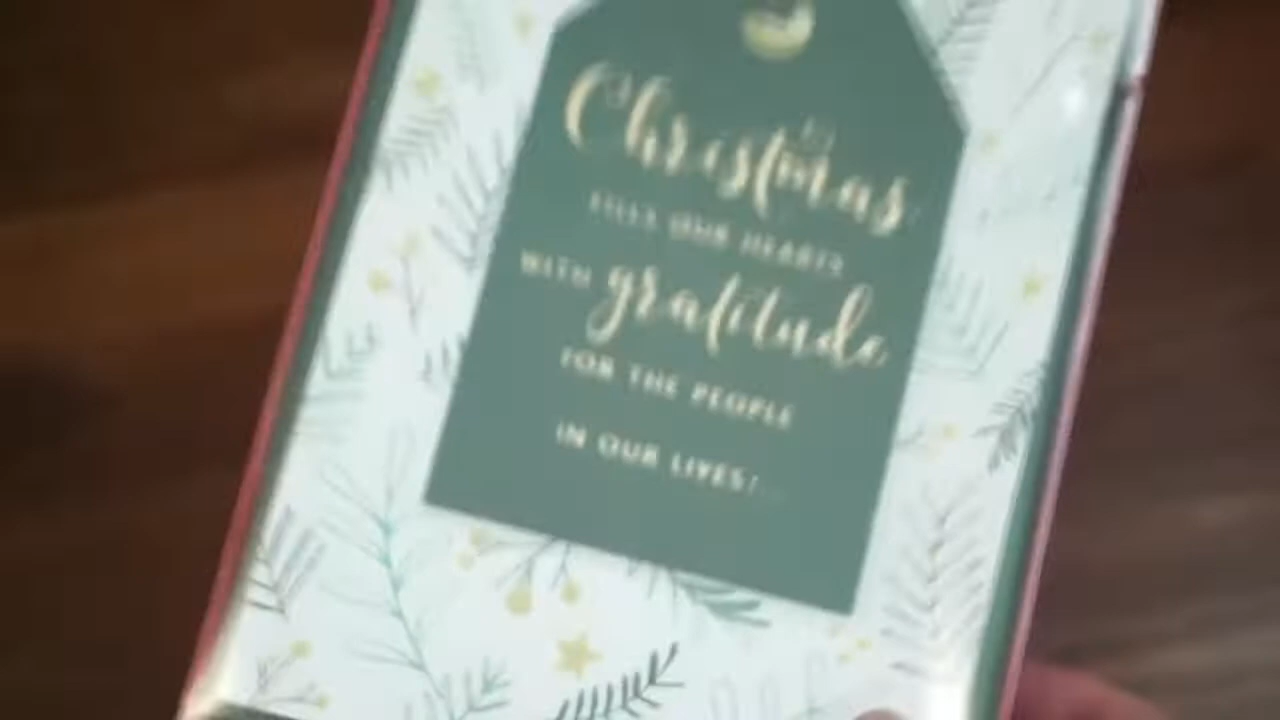 Christmas
FILLS OUR HEARTS
WITH gratitude
FOR THE PEOPLE
IN OUR LIVES!